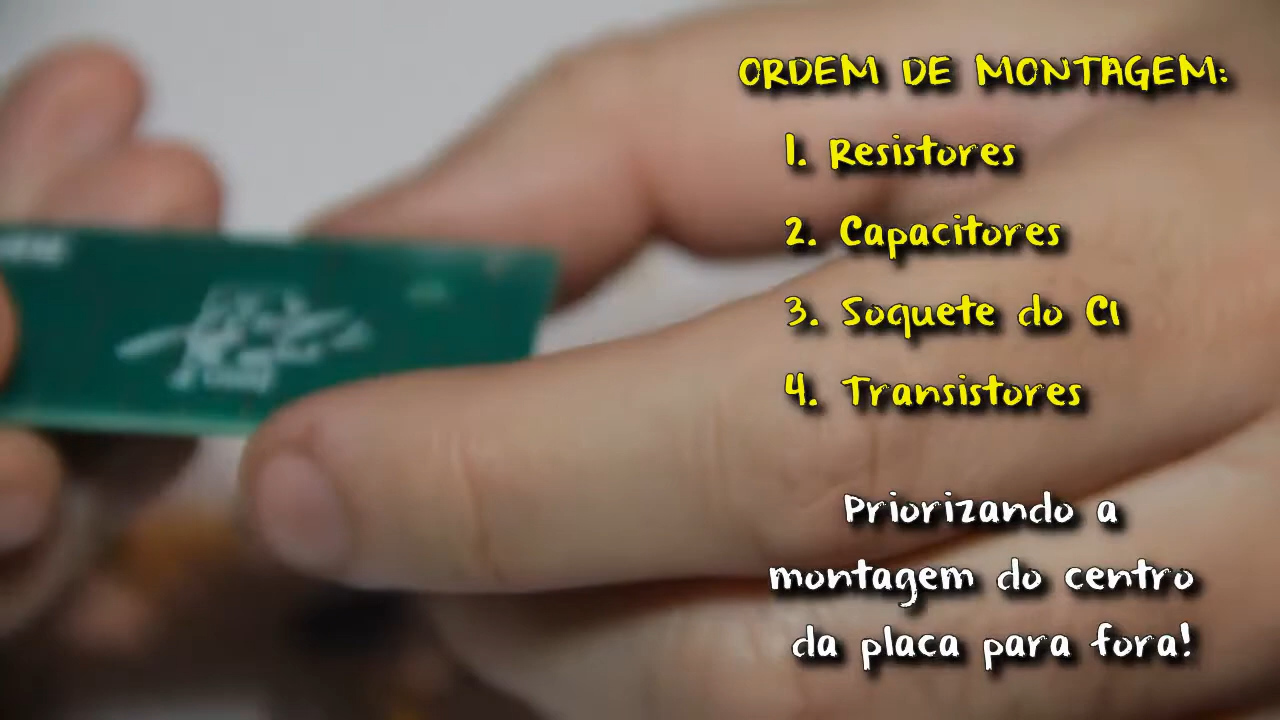 ORDEM DE MONTAGEM:
1. Resistores
2. Capacitores
3. Soquete do CI
4. Transistores
Priorizando a
montagem do centro
da placa para fora!